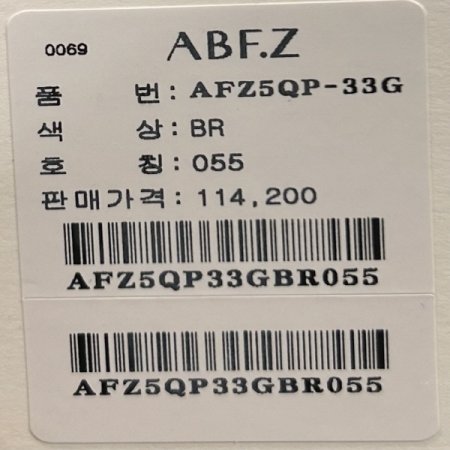 0069 ABF.Z
품 번 : AFZ5QP-33G
색 상 : BR
호 칭 : 055
판매가격 : 114,200
AFZ5QP33GBR055
AFZ5QP33GBR055